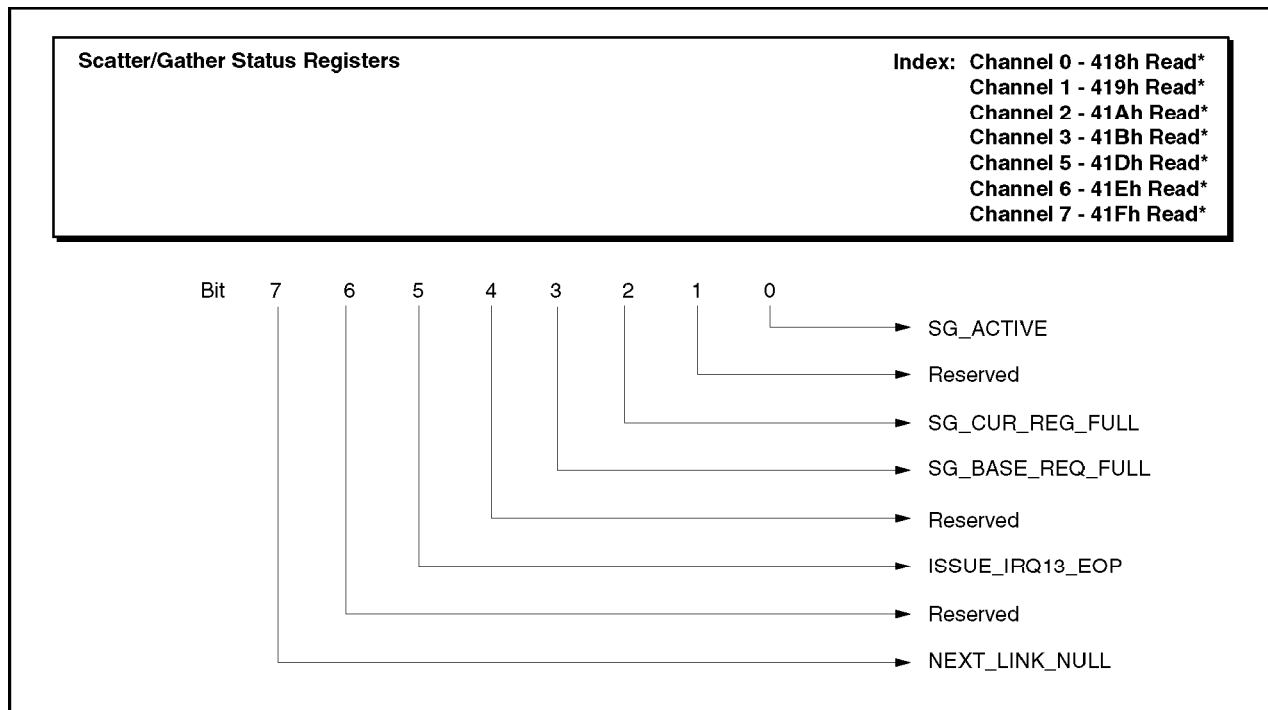 Scatter/Gather Status Registers Index: Channel 0 - 418h Read*
Channel 1 - 419h Read*
Channel 2 - 41Ah Read*
Channel 3 - 41Bh Read*
Channel 5 - 41Dh Read*
Channel 6 - 41Eh Read*
Channel 7 - 41Fh Read*
Bit 7 6 5 4 3 2 1 0
SG_ACTIVE
Reserved
SG_CUR_REG_FULL
SG_BASE_REQ_FULL
Reserved
ISSUE_IRQ13_EOP
Reserved
NEXT_LINK_NULL